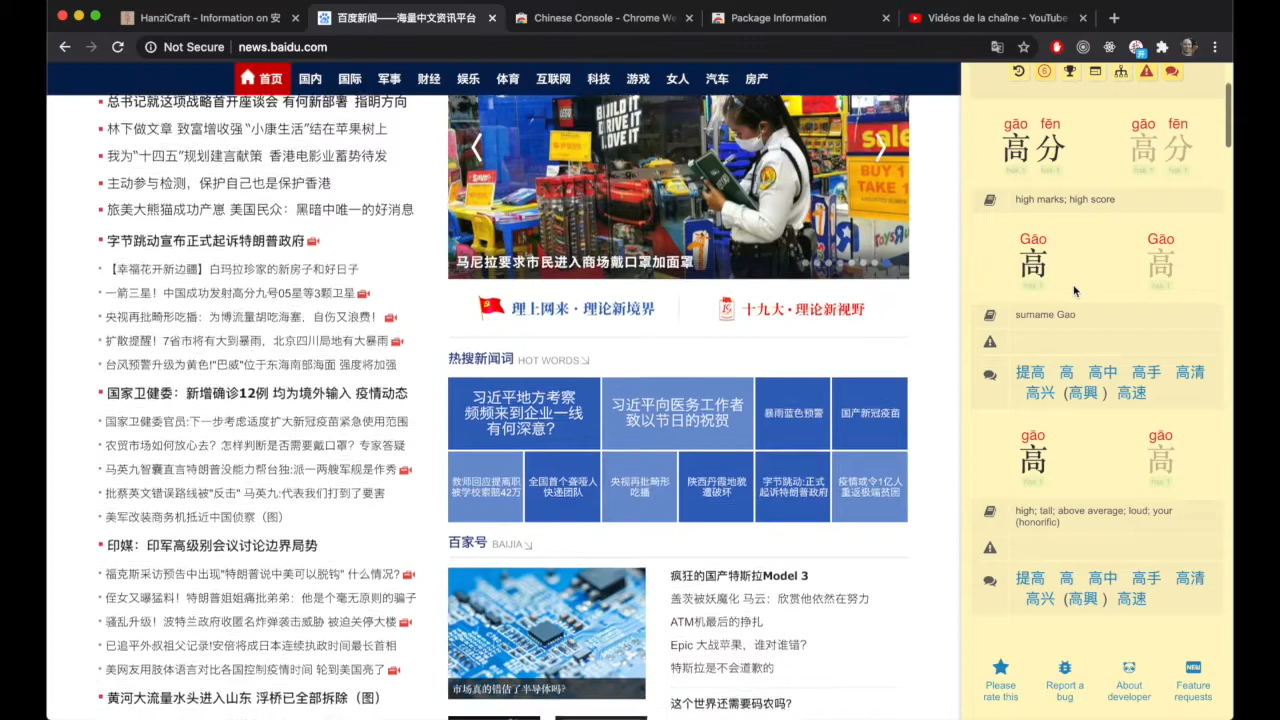 HanziCraft - Information on 安
百度新闻——海量中文资讯平台
Chinese Console - Chrome We
Package Information
Vidéos de la chaîne - YouTube
Not Secure
news.baidu.com
首页 国内 国际 军事 财经 娱乐 体育 互联网 科技 游戏 女人 汽车 房产
总书记就这项战略首开座谈会 有何新部署 指明方向
林下做文章 致富增收强 “小康生活”结在苹果树上
我为“十四五”规划建言献策 香港电影业蓄势待发
主动参与检测，保护自己也是保护香港
旅美大熊猫成功产崽 美国民众：黑暗中唯一的好消息
字节跳动宣布正式起诉特朗普政府
【幸福花开新边疆】白玛拉珍家的新房子和好日子
一箭三星！中国成功发射高分九号05星等3颗卫星
央视再批畸形吃播：为博流量胡吃海塞，自伤又浪费！
扩散提醒！7省市将有大到暴雨，北京四川局地有大暴雨
台风预警升级为黄色!"巴威"位于东海南部海面 强度将加强
国家卫健委：新增确诊12例 均为境外输入 疫情动态
国家卫健委官员:下一步考虑适度扩大新冠疫苗紧急使用范围
农贸市场如何放心去？怎样判断是否需要戴口罩？专家答疑
马英九智囊直言特朗普没能力帮台独:派一两艘军舰是作秀
批蔡英文错误路线被"反击" 马英九:代表我们打到了要害
美军改装商务机抵近中国侦察（图）
印媒：印军高级别会议讨论边界局势
福克斯采访预告中出现"特朗普说中美可以脱钩" 什么情况?
侄女又曝猛料！特朗普姐姐痛批弟弟：他是个毫无原则的骗子
骚乱升级！波特兰政府收匿名炸弹袭击威胁 被迫关停大楼
已追平外叔祖父记录!安倍将成日本连续执政时间最长首相
美网友用肢体语言对比各国控制疫情时间 轮到美国亮了
黄河大流量水头进入山东 浮桥已全部拆除（图）
BUILD IT
LOVE IT
LIVE IT
SALE
sale!
BUY 1
TAKE 1
马尼拉要求市民进入商场戴口罩加面罩
理上网来·理论新境界
十九大·理论新视野
热搜新闻词 HOT WORDS
习近平地方考察
频频来到企业一线
有何深意?
习近平向医务工作者
致以节日的祝贺
暴雨蓝色预警
国产新冠疫苗
教师回应提离职
被学校索赔42万
全国首个聋哑人
快递团队
央视再批畸形
吃播
陕西丹霞地貌
遭破坏
字节跳动:正式
起诉特朗普政府
疫情或令1亿人
重返极端贫困
百家号 BAIJIA
市场真的错估了半导体吗?
疯狂的国产特斯拉Model 3
盖茨被妖魔化 马云：欣赏他依然在努力
ATM机最后的挣扎
Epic 大战苹果，谁对谁错？
特斯拉是不会道歉的
这个世界还需要码农吗?
gāo fēn gāo fēn
高分 高分
hsk 1 hsk 1
high marks; high score
Gāo Gāo
高 高
hsk 1 hsk 1
surname Gao
提高 高 高中 高手 高清
高兴 (高興 ) 高速
gāo gāo
高 高
hsk 1 hsk 1
high; tall; above average; loud; your
(honorific)
提高 高 高中 高手 高清
高兴 (高興 ) 高速
Please
rate this
Report a
bug
About
developer
NEW
Feature
requests